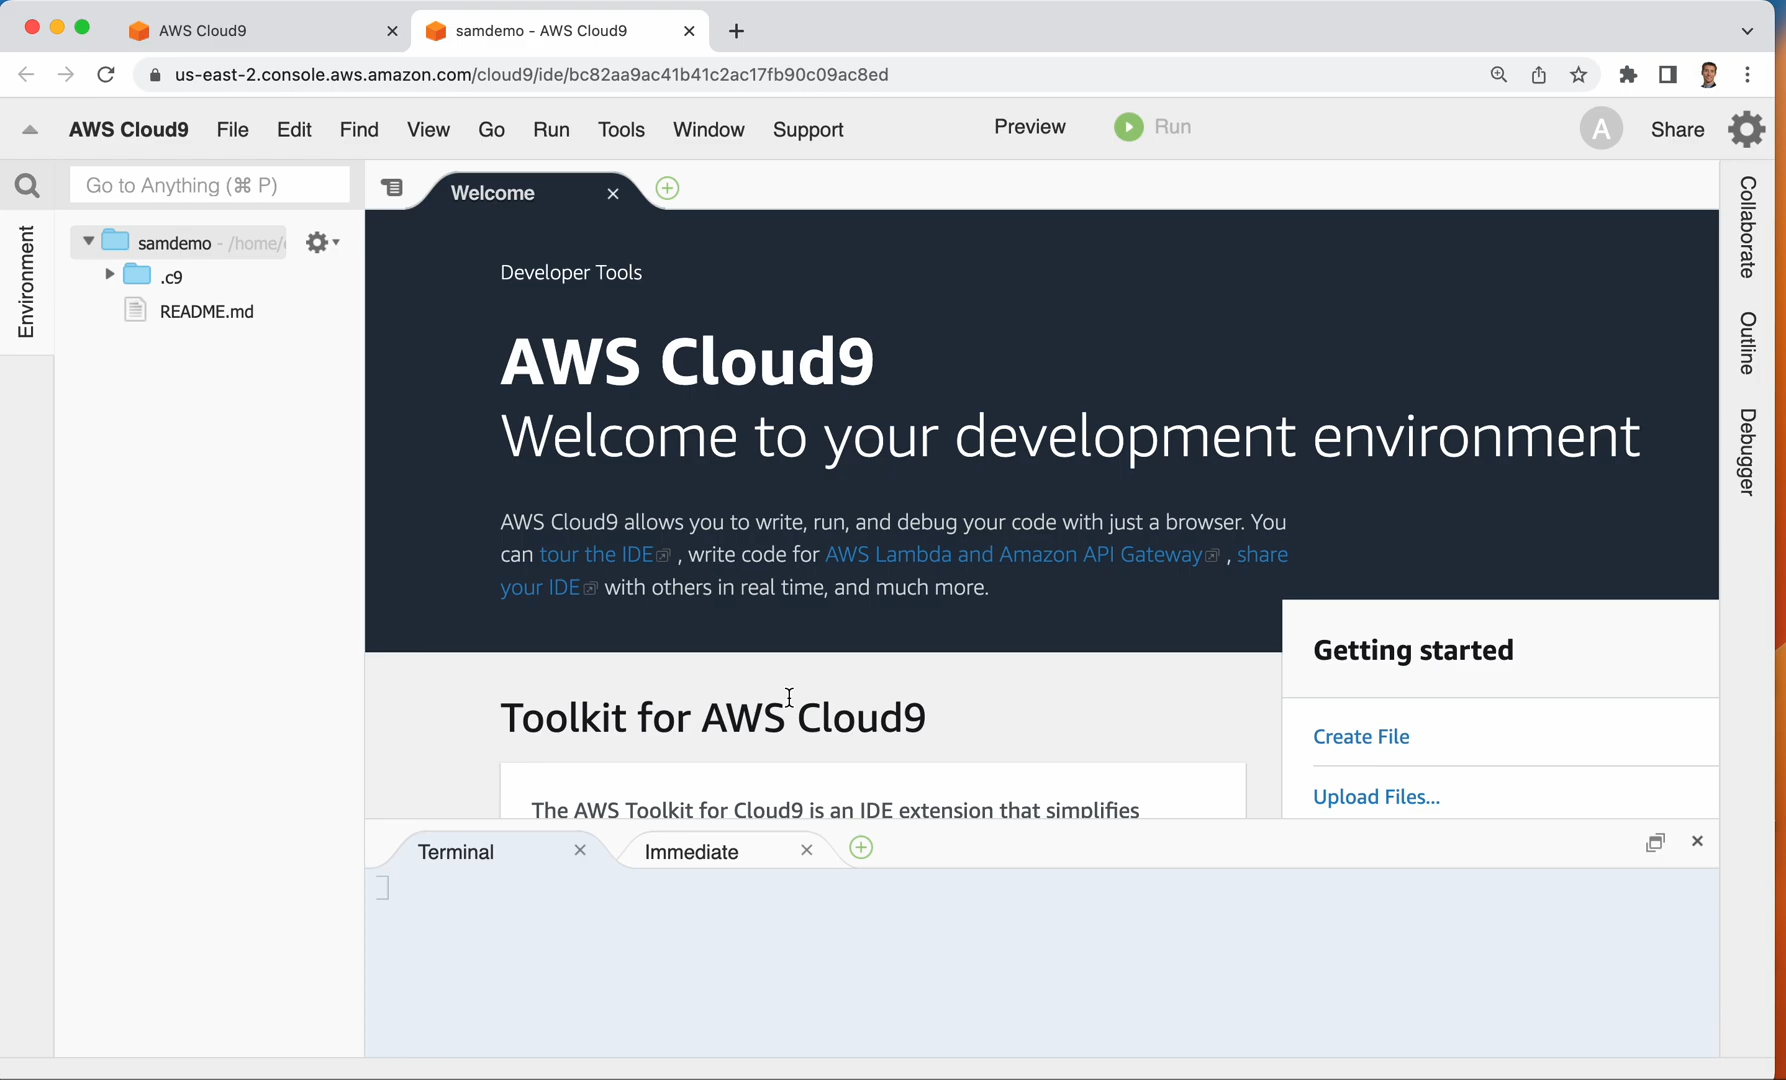 AWS Cloud9
samdemo - AWS Cloud9
us-east-2.console.aws.amazon.com/cloud9/ide/bc82aa9ac41b41c2ac17fb90c09ac8ed
AWS Cloud9 File Edit Find View Go Run Tools Window Support Preview Run A Share
Go to Anything (⌘ P)
Welcome
Environment
samdemo - /home/
.c9
README.md
Developer Tools
AWS Cloud9
Welcome to your development environment
AWS Cloud9 allows you to write, run, and debug your code with just a browser. You
can tour the IDE , write code for AWS Lambda and Amazon API Gateway , share
your IDE with others in real time, and much more.
Getting started
Create File
Upload Files...
Toolkit for AWS Cloud9
The AWS Toolkit for Cloud9 is an IDE extension that simplifies
Terminal
Immediate
Collaborate
Outline
Debugger